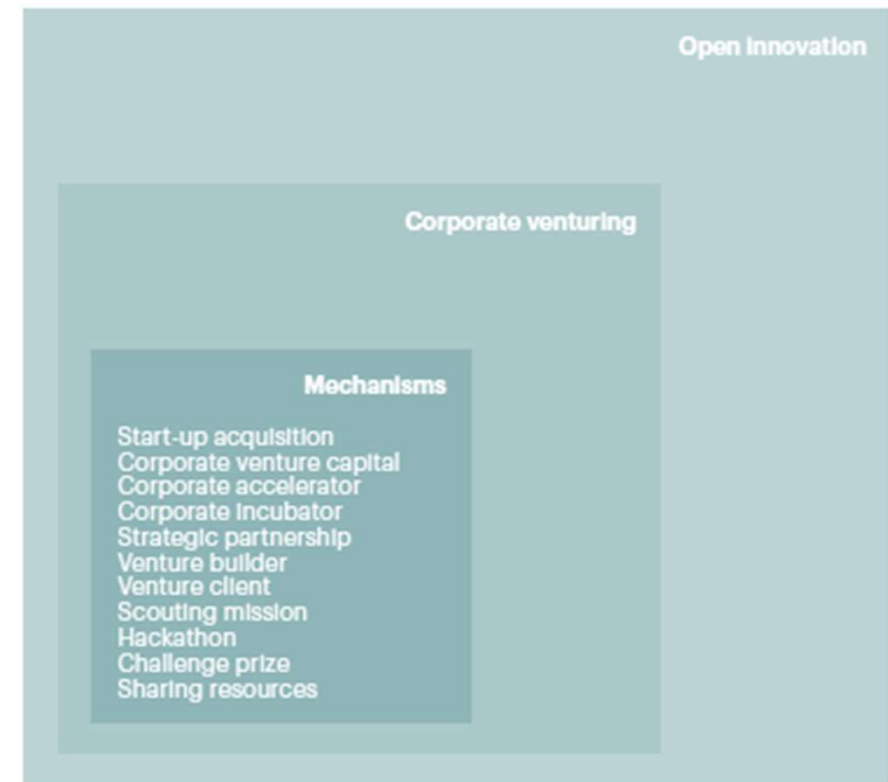 Open innovation
Corporate venturing
Mechanisms
Start-up acquisition
Corporate venture capital
Corporate accelerator
Corporate incubator
Strategic partnership
Venture builder
Venture client
Scouting mission
Hackathon
Challenge prize
Sharing resources